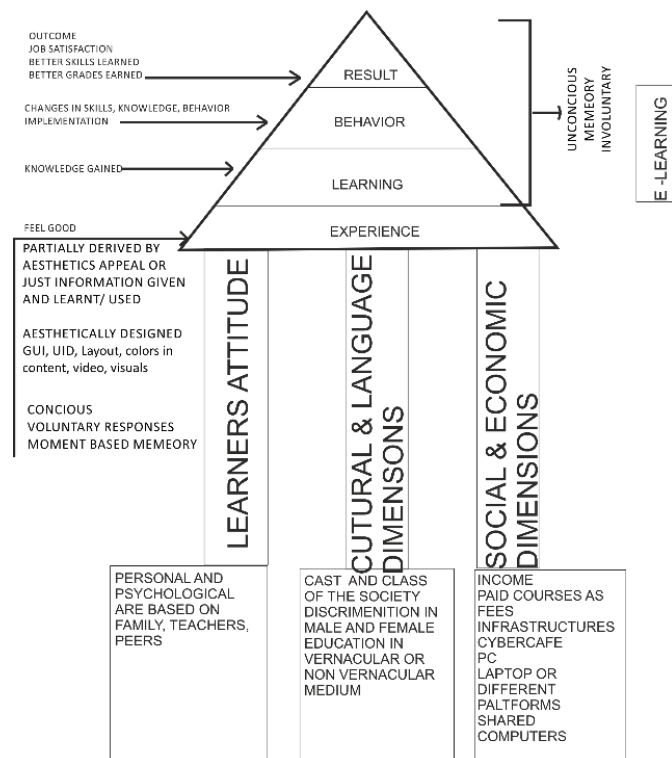 OUTCOME
JOB SATISFACTION
BETTER SKILLS LEARNED
BETTER GRADES EARNED
RESULT
CHANGES IN SKILLS, KNOWLEDGE, BEHAVIOR
IMPLEMENTATION
BEHAVIOR
KNOWLEDGE GAINED
LEARNING
UNCONCIOUS
MEMEORY
INVOLUNTARY
E -LEARNING
FEEL GOOD
EXPERIENCE
PARTIALLY DERIVED BY
AESTHETICS APPEAL OR
JUST INFORMATION GIVEN
AND LEARNT/ USED
AESTHETICALLY DESIGNED
GUI, UID, Layout, colors in
content, video, visuals
CONCIOUS
VOLUNTARY RESPONSES
MOMENT BASED MEMEORY
LEARNERS ATTITUDE
CUTURAL & LANGUAGE
DIMENSONS
SOCIAL & ECONOMIC
DIMENSIONS
PERSONAL AND
PSYCHOLOGICAL
ARE BASED ON
FAMILY, TEACHERS,
PEERS
CAST AND CLASS
OF THE SOCIETY
DISCRIMENITION IN
MALE AND FEMALE
EDUCATION IN
VERNACULAR OR
NON VERNACULAR
MEDIUM
INCOME
PAID COURSES AS
FEES
INFRASTRUCTURES
CYBERCAFE
PC
LAPTOP OR
DIFFERENT
PALTFORMS
SHARED
COMPUTERS